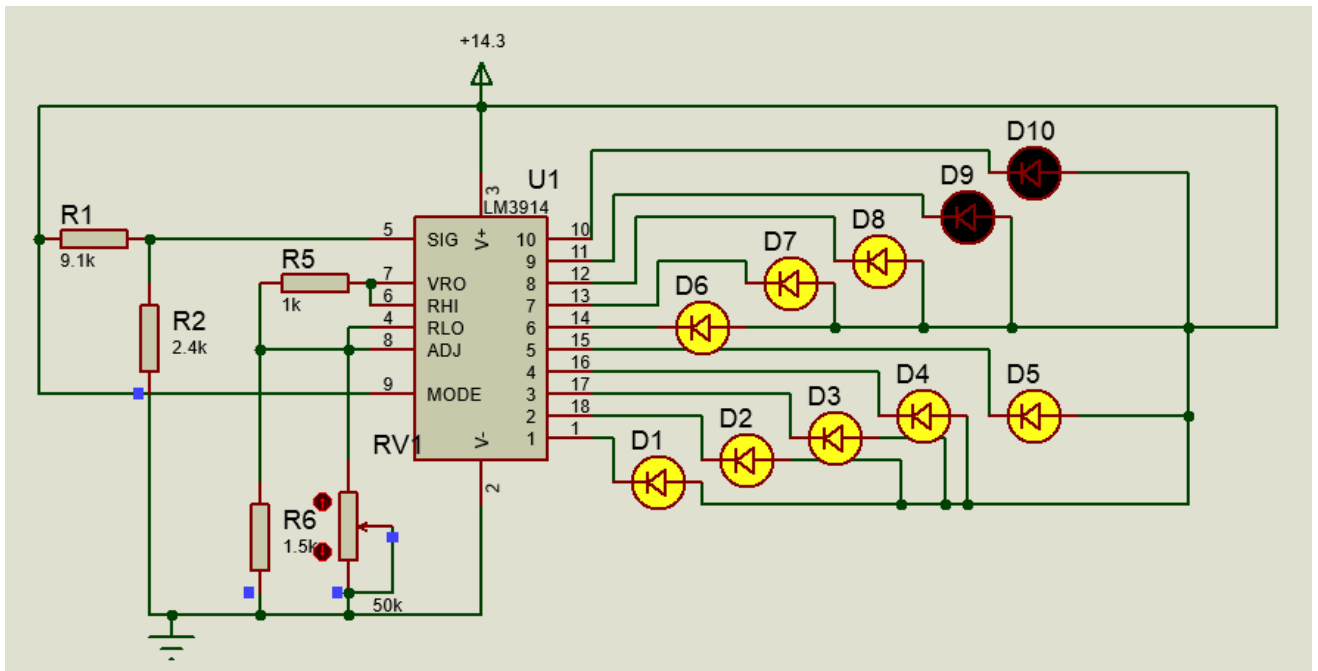 +14.3
D10
U1
D9
3
LM3914
R1
D8
9.1k
5
SIG
V+
10
10
D7
9
11
R5
7
VRO
8
12
1k
6
RHI
7
13
D6
R2
4
RLO
6
14
2.4k
8
ADJ
5
15
4
16
D4
D5
9
MODE
3
17
D3
2
18
D2
RV1
V-
1
1
D1
2
R6
1.5k
50k